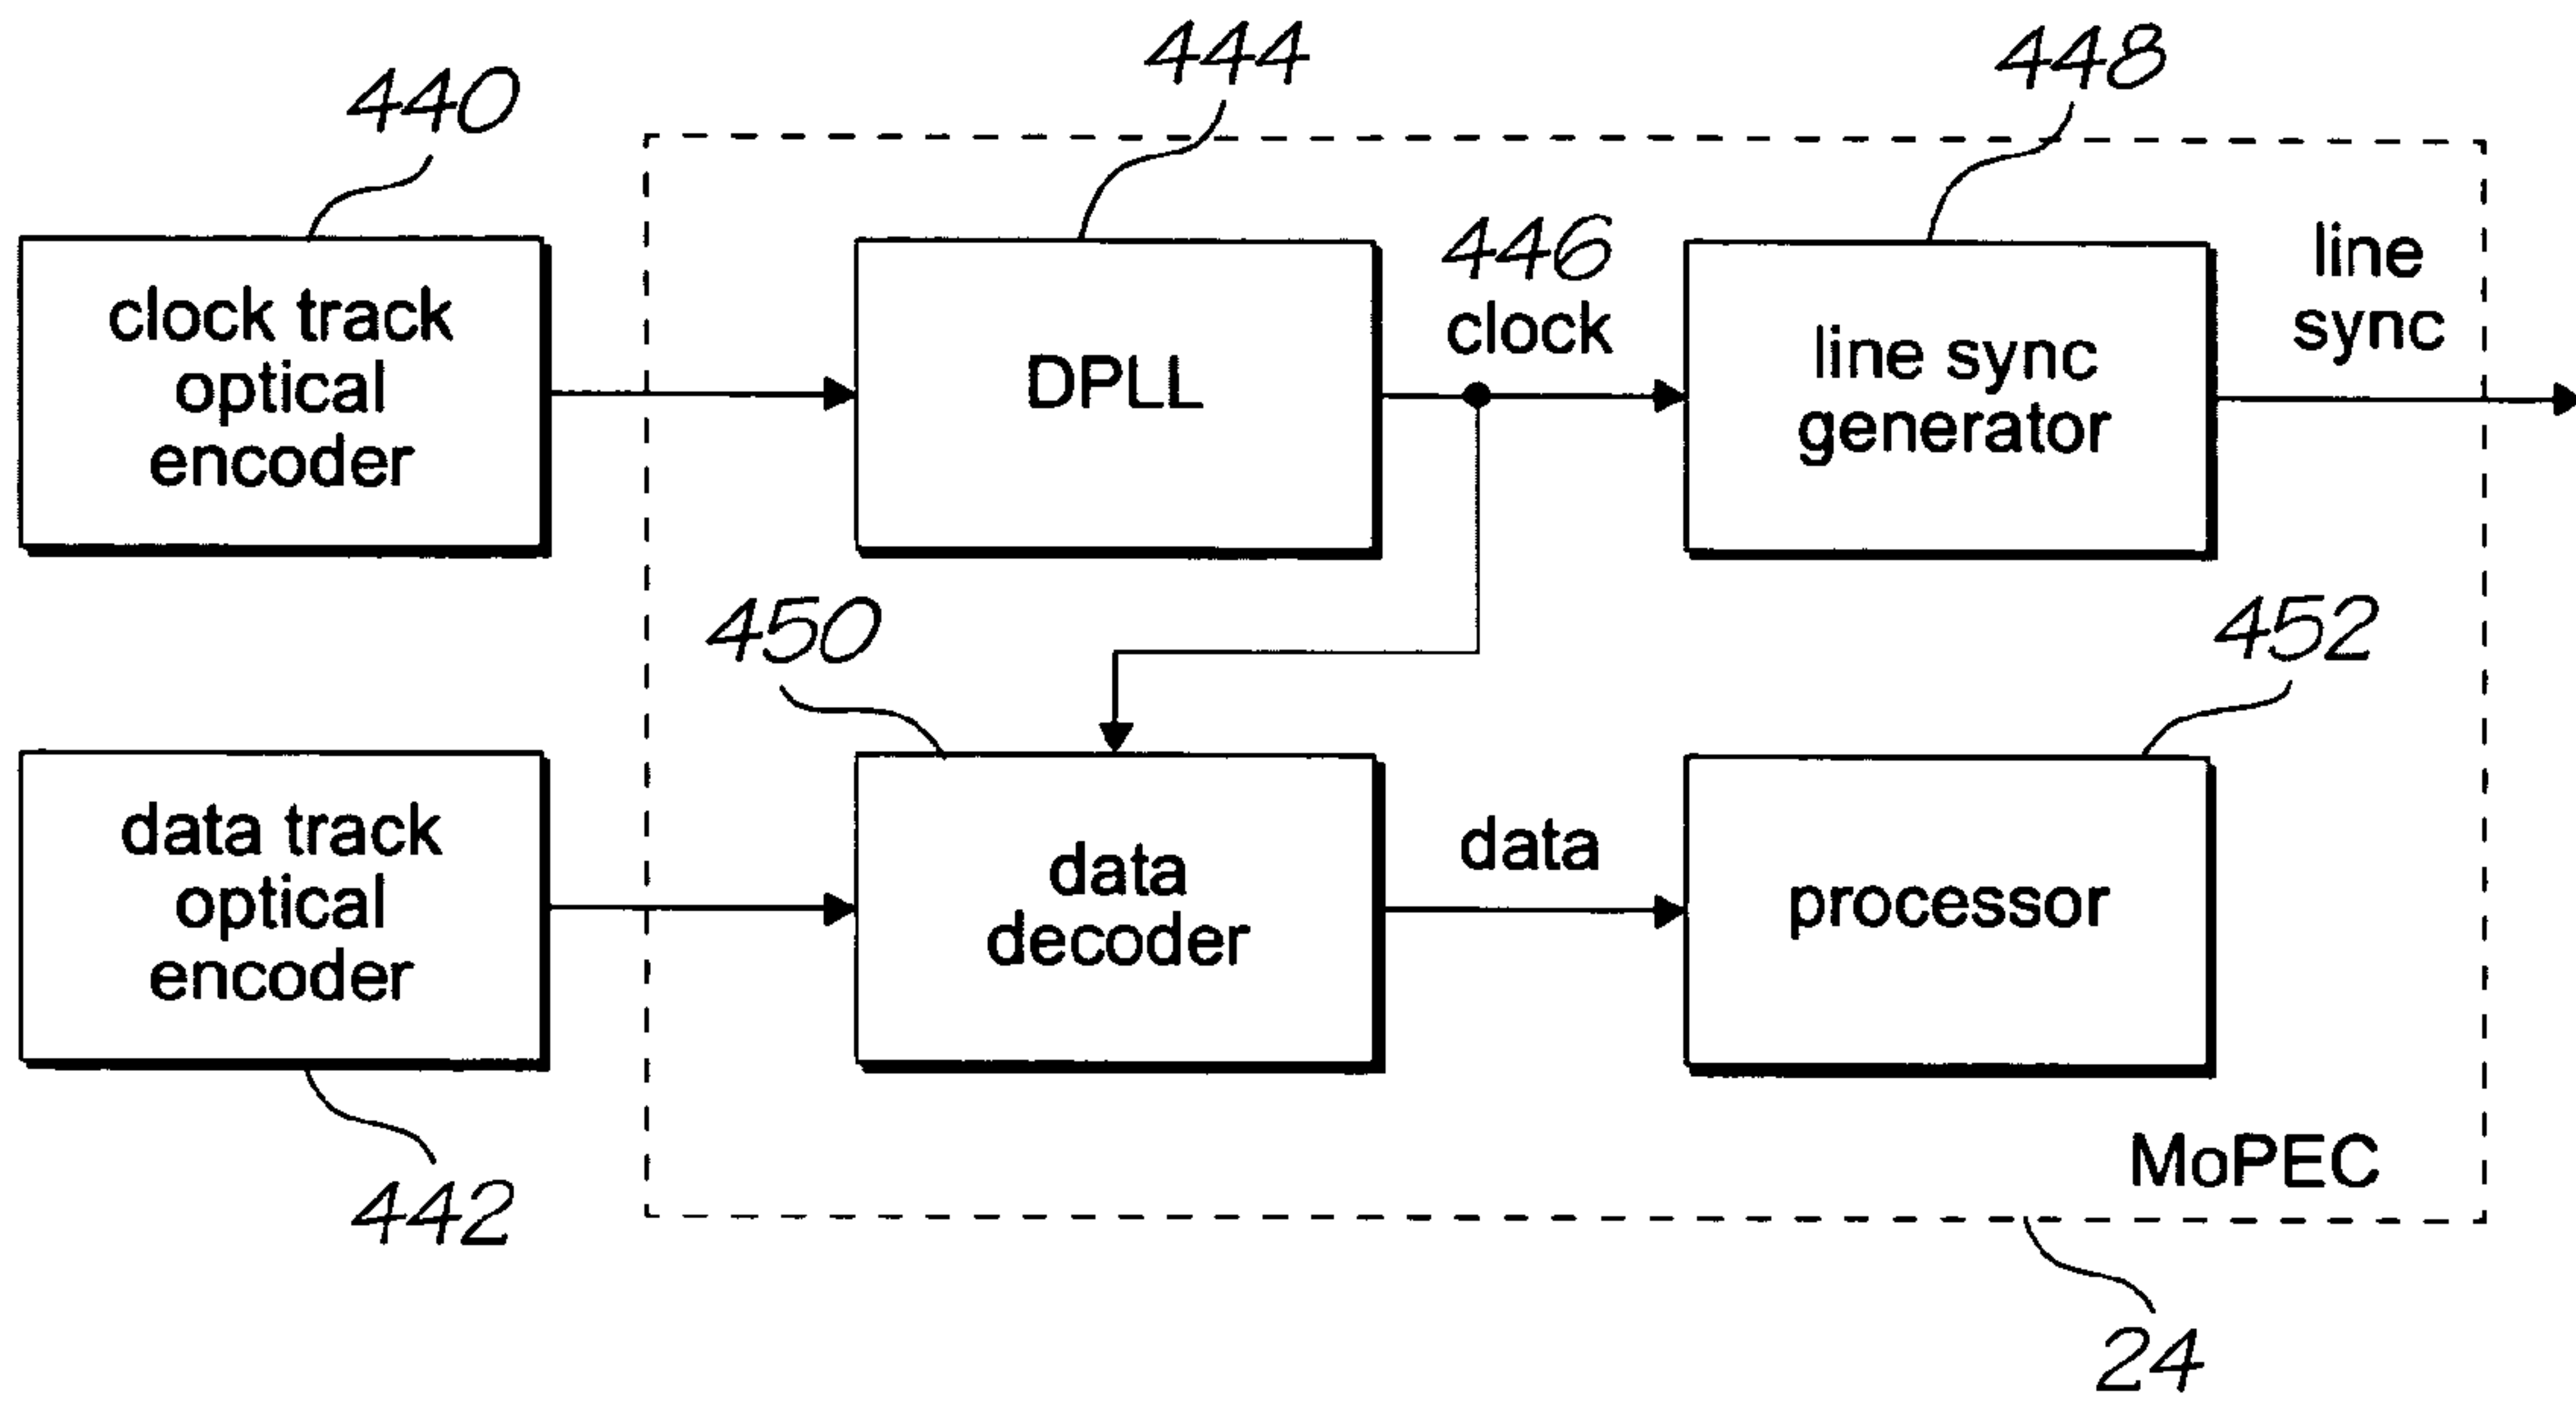 440
444
448
clock track
optical
encoder
DPLL
446
clock
line sync
generator
line
sync
450
452
data track
optical
encoder
data
decoder
data
processor
MoPEC
442
24